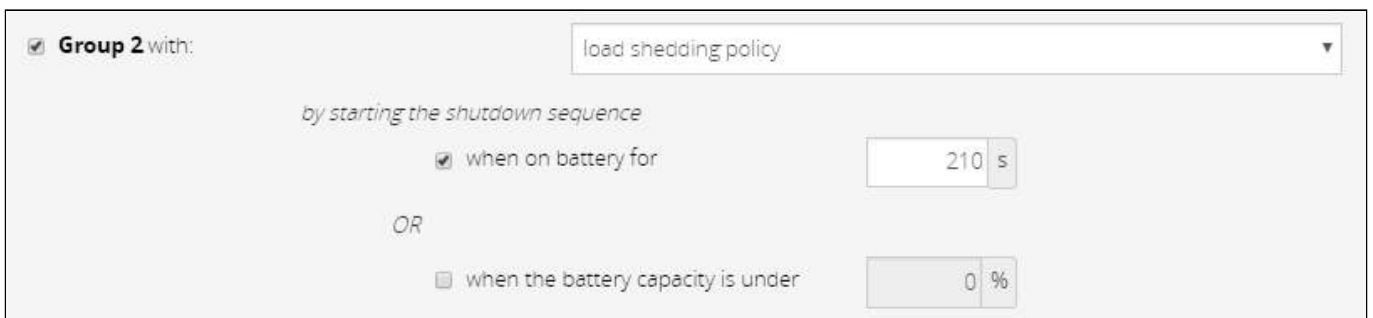 Group 2 with: load shedding policy
by starting the shutdown sequence
when on battery for 210 s
OR
when the battery capacity is under 0 %